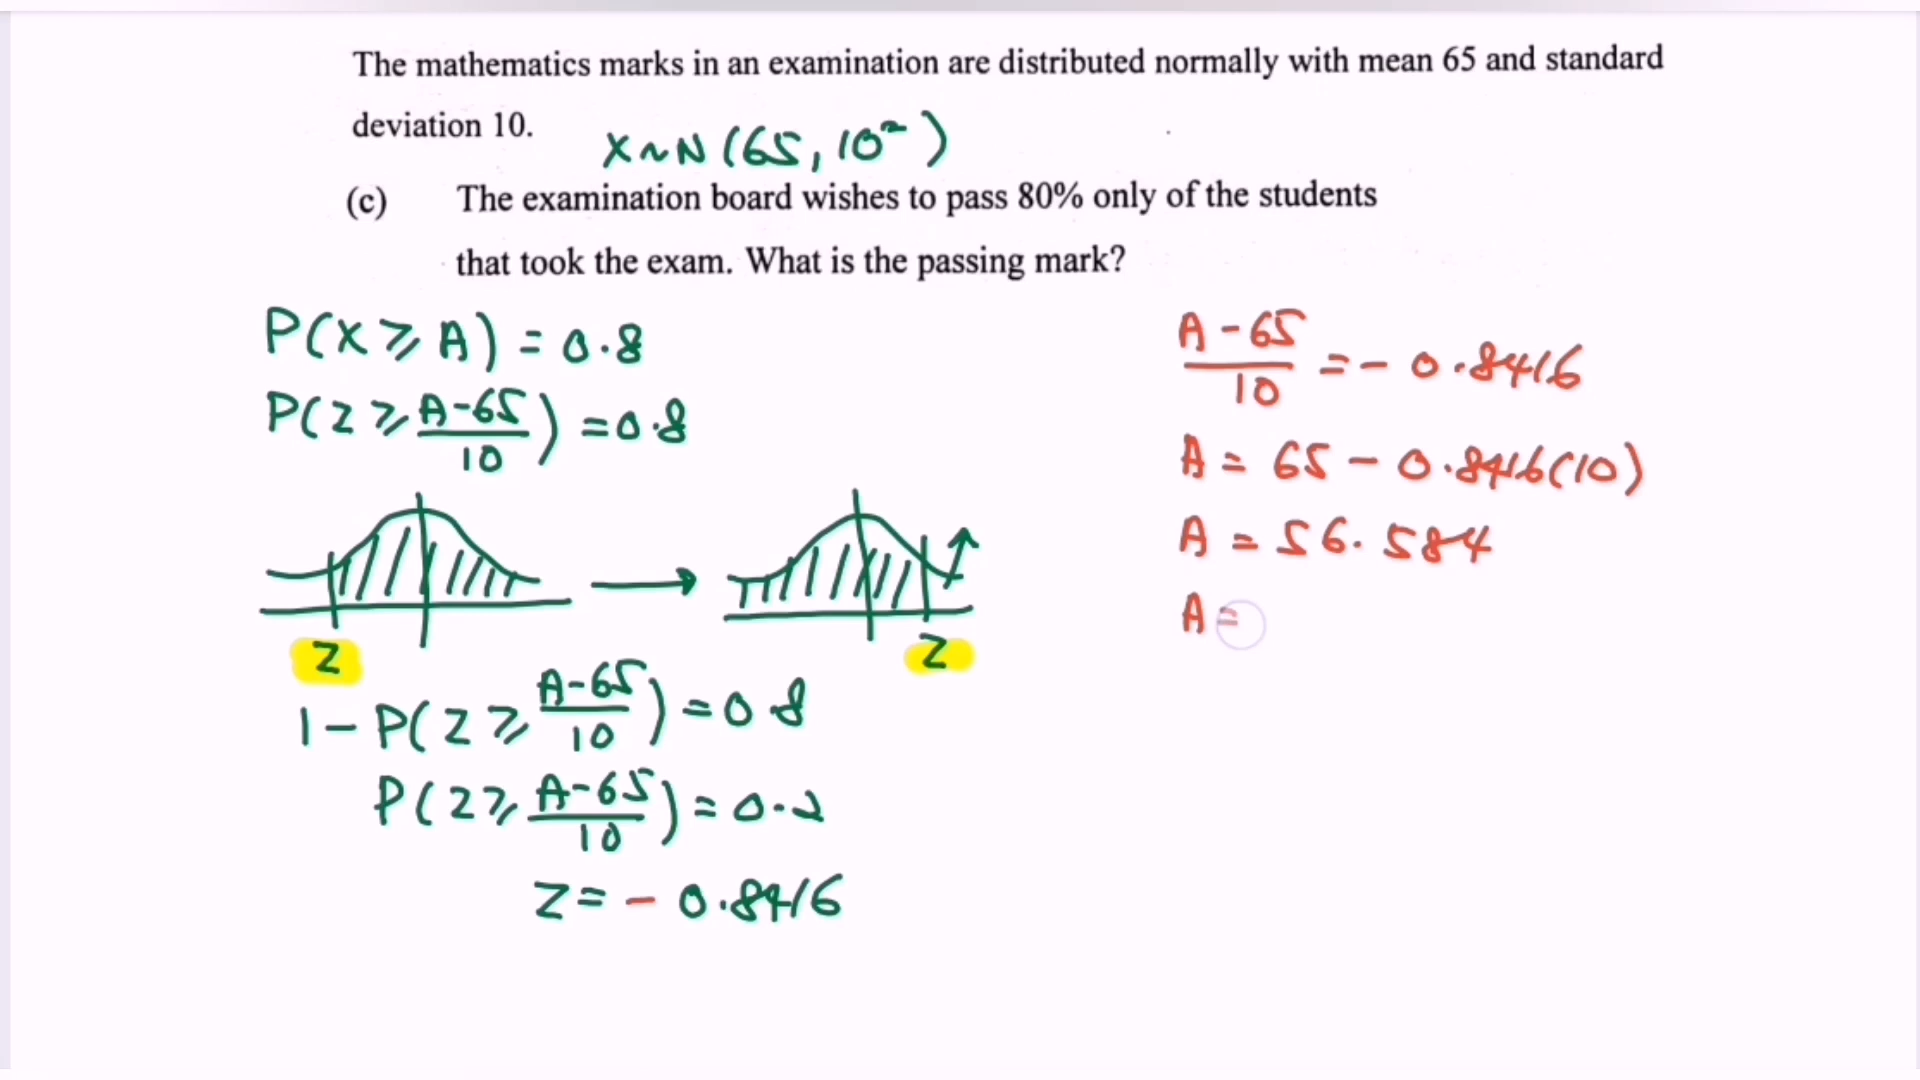 The mathematics marks in an examination are distributed normally with mean 65 and standard
deviation 10.
X~N (65, 10²)
(c) The examination board wishes to pass 80% only of the students
that took the exam. What is the passing mark?
P(X ⩾ A) = 0.8
P(Z ⩾ (A-65)/10) = 0.8
Z
Z
1 - P(Z ⩾ (A-65)/10) = 0.8
P(Z ⩾ (A-65)/10) = 0.2
Z = - 0.8416
(A - 65)/10 = - 0.8416
A = 65 - 0.8416(10)
A = 56.584
A =